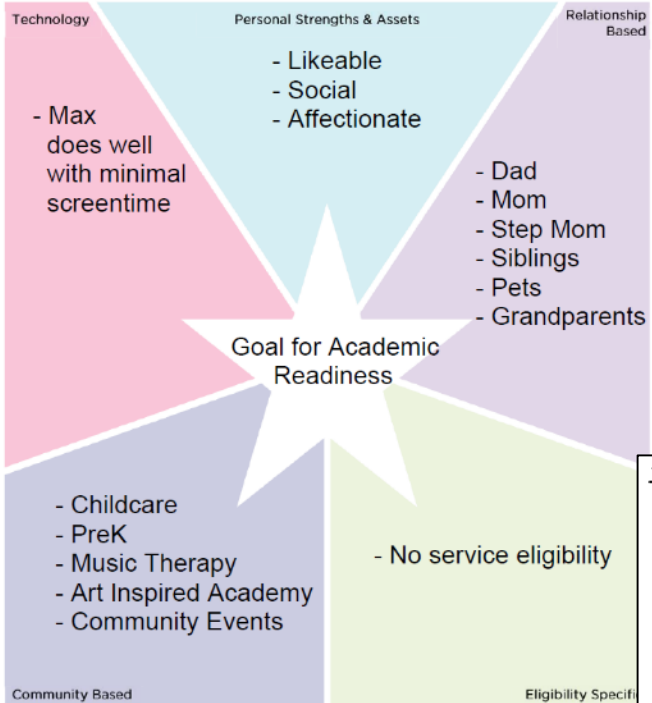 Technology
Personal Strengths & Assets
Relationship
Based
- Likeable
- Social
- Affectionate
- Max
does well
with minimal
screentime
- Dad
- Mom
- Step Mom
- Siblings
- Pets
- Grandparents
Goal for Academic
Readiness
- Childcare
- PreK
- Music Therapy
- Art Inspired Academy
- Community Events
- No service eligibility
Community Based
Eligibility